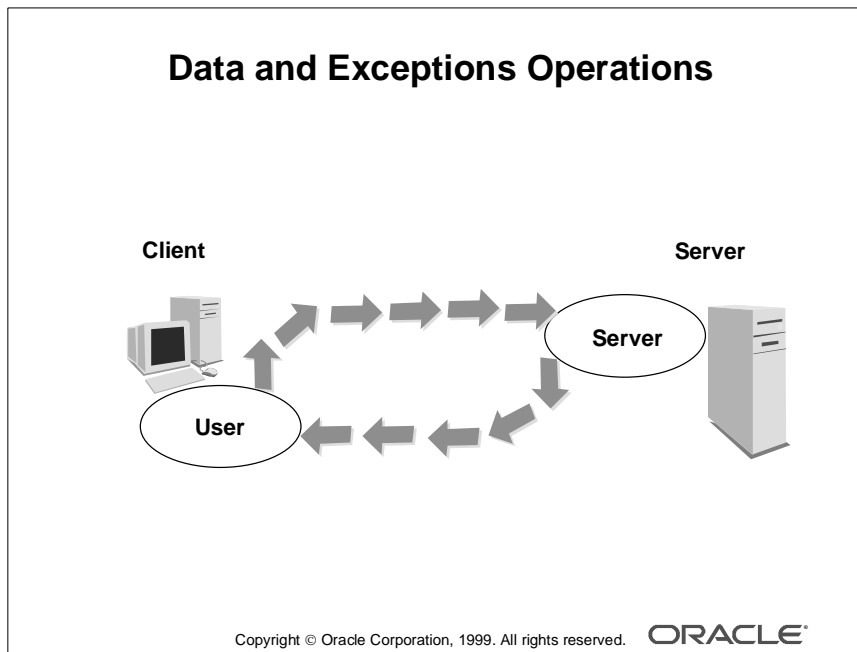 Data and Exceptions Operations
Client
Server
Server
User
Copyright © Oracle Corporation, 1999. All rights reserved. ORACLE®